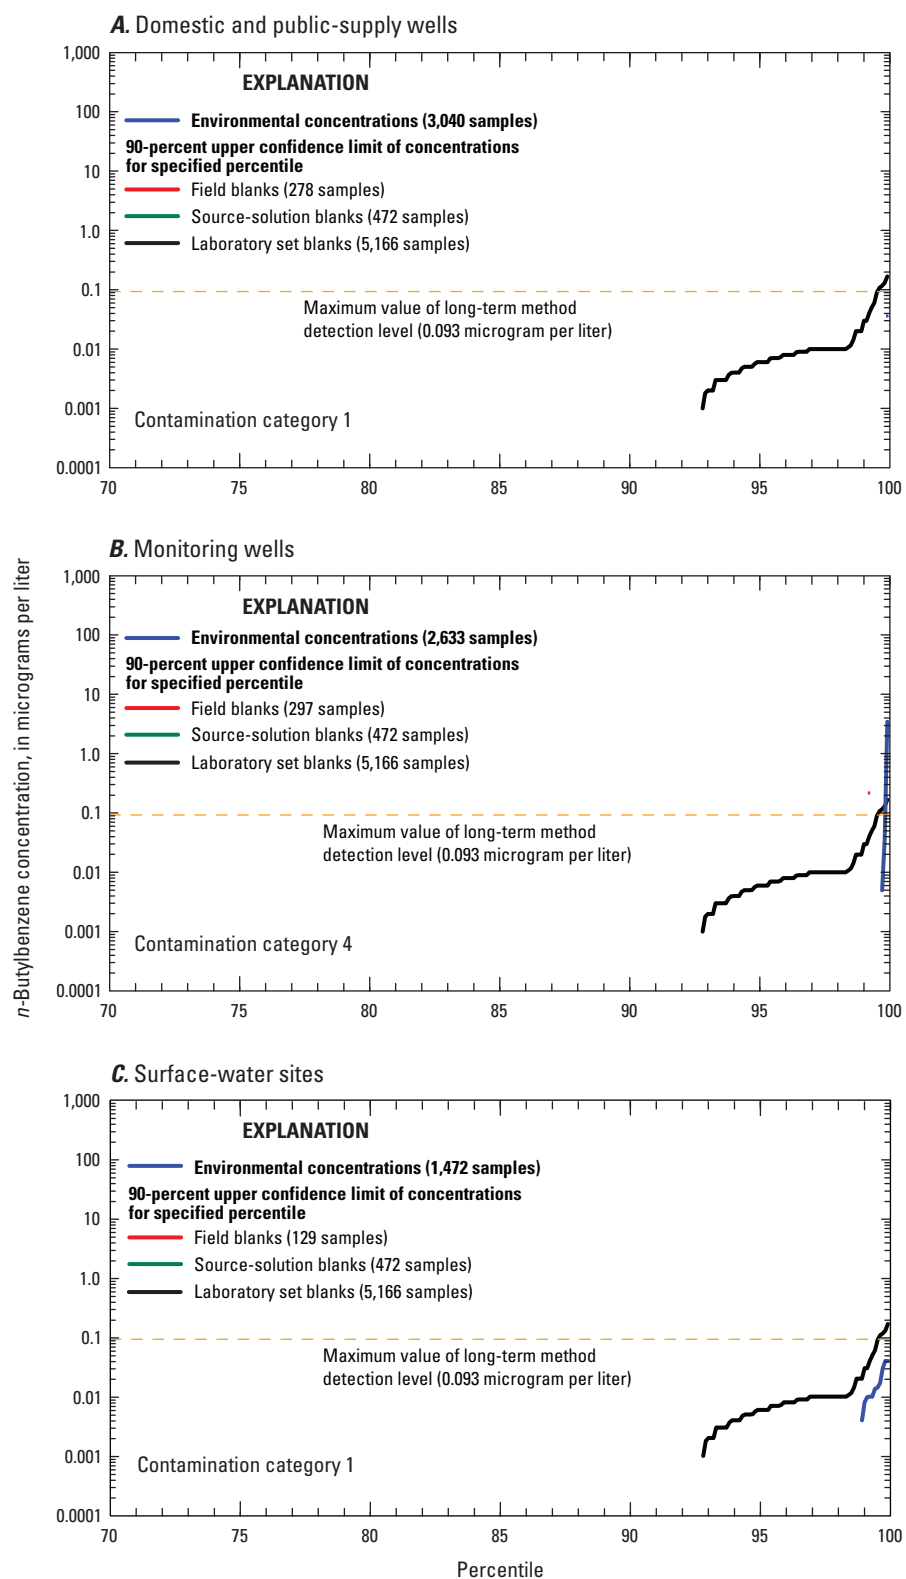 A. Domestic and public-supply wells
1,000
EXPLANATION
100
Environmental concentrations (3,040 samples)
90-percent upper confidence limit of concentrations
for specified percentile
10
Field blanks (278 samples)
Source-solution blanks (472 samples)
1.0
Laboratory set blanks (5,166 samples)
0.1
Maximum value of long-term method
detection level (0.093 microgram per liter)
0.01
0.001
Contamination category 1
0.0001
70 75 80 85 90 95 100
B. Monitoring wells
1,000
EXPLANATION
100
Environmental concentrations (2,633 samples)
90-percent upper confidence limit of concentrations
for specified percentile
10
Field blanks (297 samples)
Source-solution blanks (472 samples)
1.0
Laboratory set blanks (5,166 samples)
0.1
Maximum value of long-term method
detection level (0.093 microgram per liter)
0.01
0.001
Contamination category 4
0.0001
70 75 80 85 90 95 100
n-Butylbenzene concentration, in micrograms per liter
C. Surface-water sites
1,000
EXPLANATION
100
Environmental concentrations (1,472 samples)
90-percent upper confidence limit of concentrations
for specified percentile
10
Field blanks (129 samples)
Source-solution blanks (472 samples)
1.0
Laboratory set blanks (5,166 samples)
0.1
Maximum value of long-term method
detection level (0.093 microgram per liter)
0.01
0.001
Contamination category 1
0.0001
70 75 80 85 90 95 100
Percentile